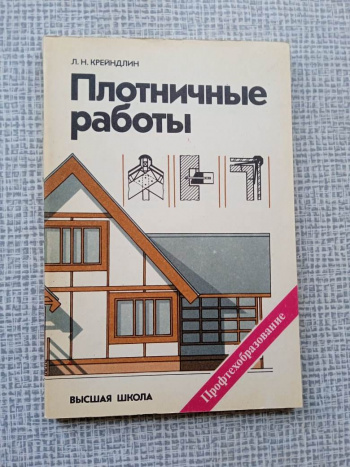 Л. Н. КРЕЙНДЛИН
Плотничные
работы
Профтехобразование
ВЫСШАЯ ШКОЛА